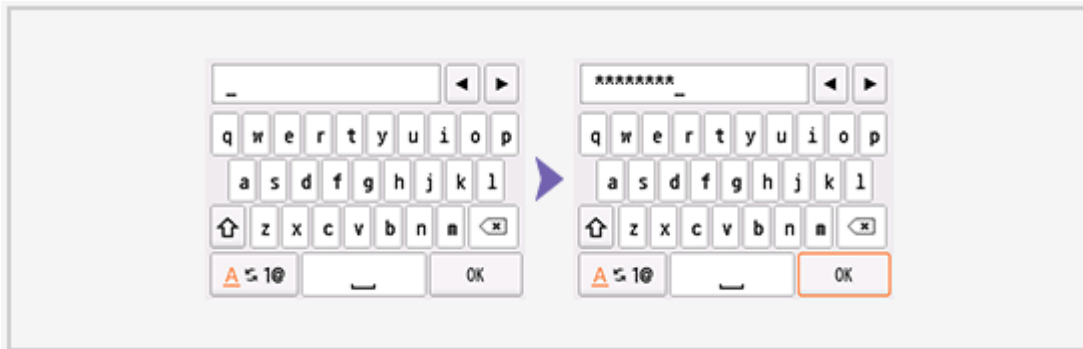 _
********_
q w e r t y u i o p
a s d f g h j k l
z x c v b n m
A 1@ OK
q w e r t y u i o p
a s d f g h j k l
z x c v b n m
A 1@ OK